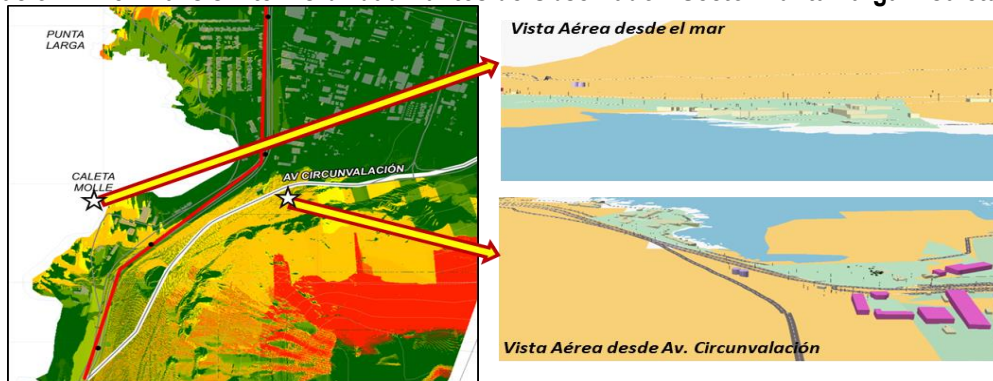 PUNTA
LARGA
CALETA
MOLLE
AV CIRCUNVALACIÓN
Vista Aérea desde el mar
Vista Aérea desde Av. Circunvalación